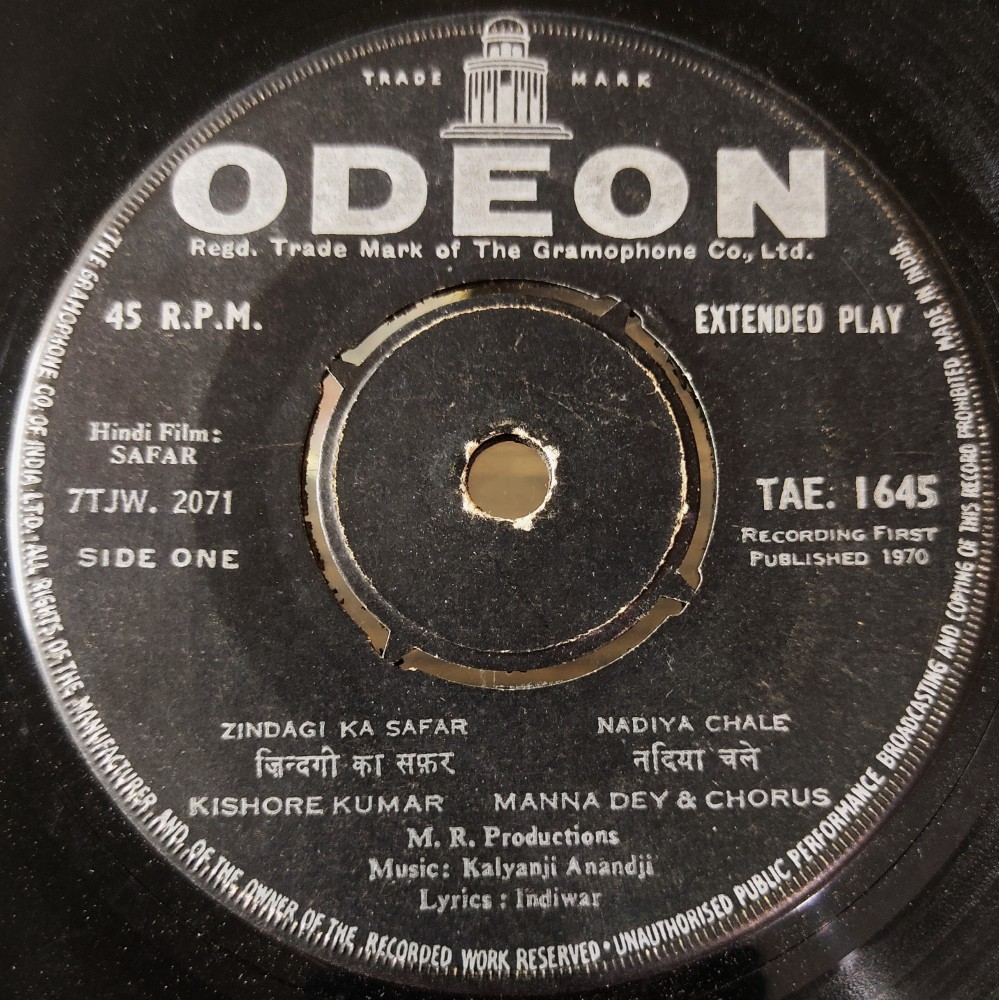 TRADE MARK
ODEON
Regd. Trade Mark of The Gramophone Co., Ltd.
45 R.P.M.
EXTENDED PLAY
Hindi Film:
SAFAR
7TJW. 2071
SIDE ONE
TAE. 1645
RECORDING FIRST
PUBLISHED 1970
ZINDAGI KA SAFAR
ज़िन्दगी का सफ़र
KISHORE KUMAR
NADIYA CHALE
नदिया चले
MANNA DEY & CHORUS
M. R. Productions
Music: Kalyanji Anandji
Lyrics : Indiwar
THE GRAMOPHONE CO. OF INDIA LTD. ALL RIGHTS OF THE MANUFACTURER AND OF THE OWNER OF THE RECORDED WORK RESERVED • UNAUTHORISED PUBLIC PERFORMANCE BROADCASTING AND COPYING OF THIS RECORD PROHIBITED. MADE IN INDIA